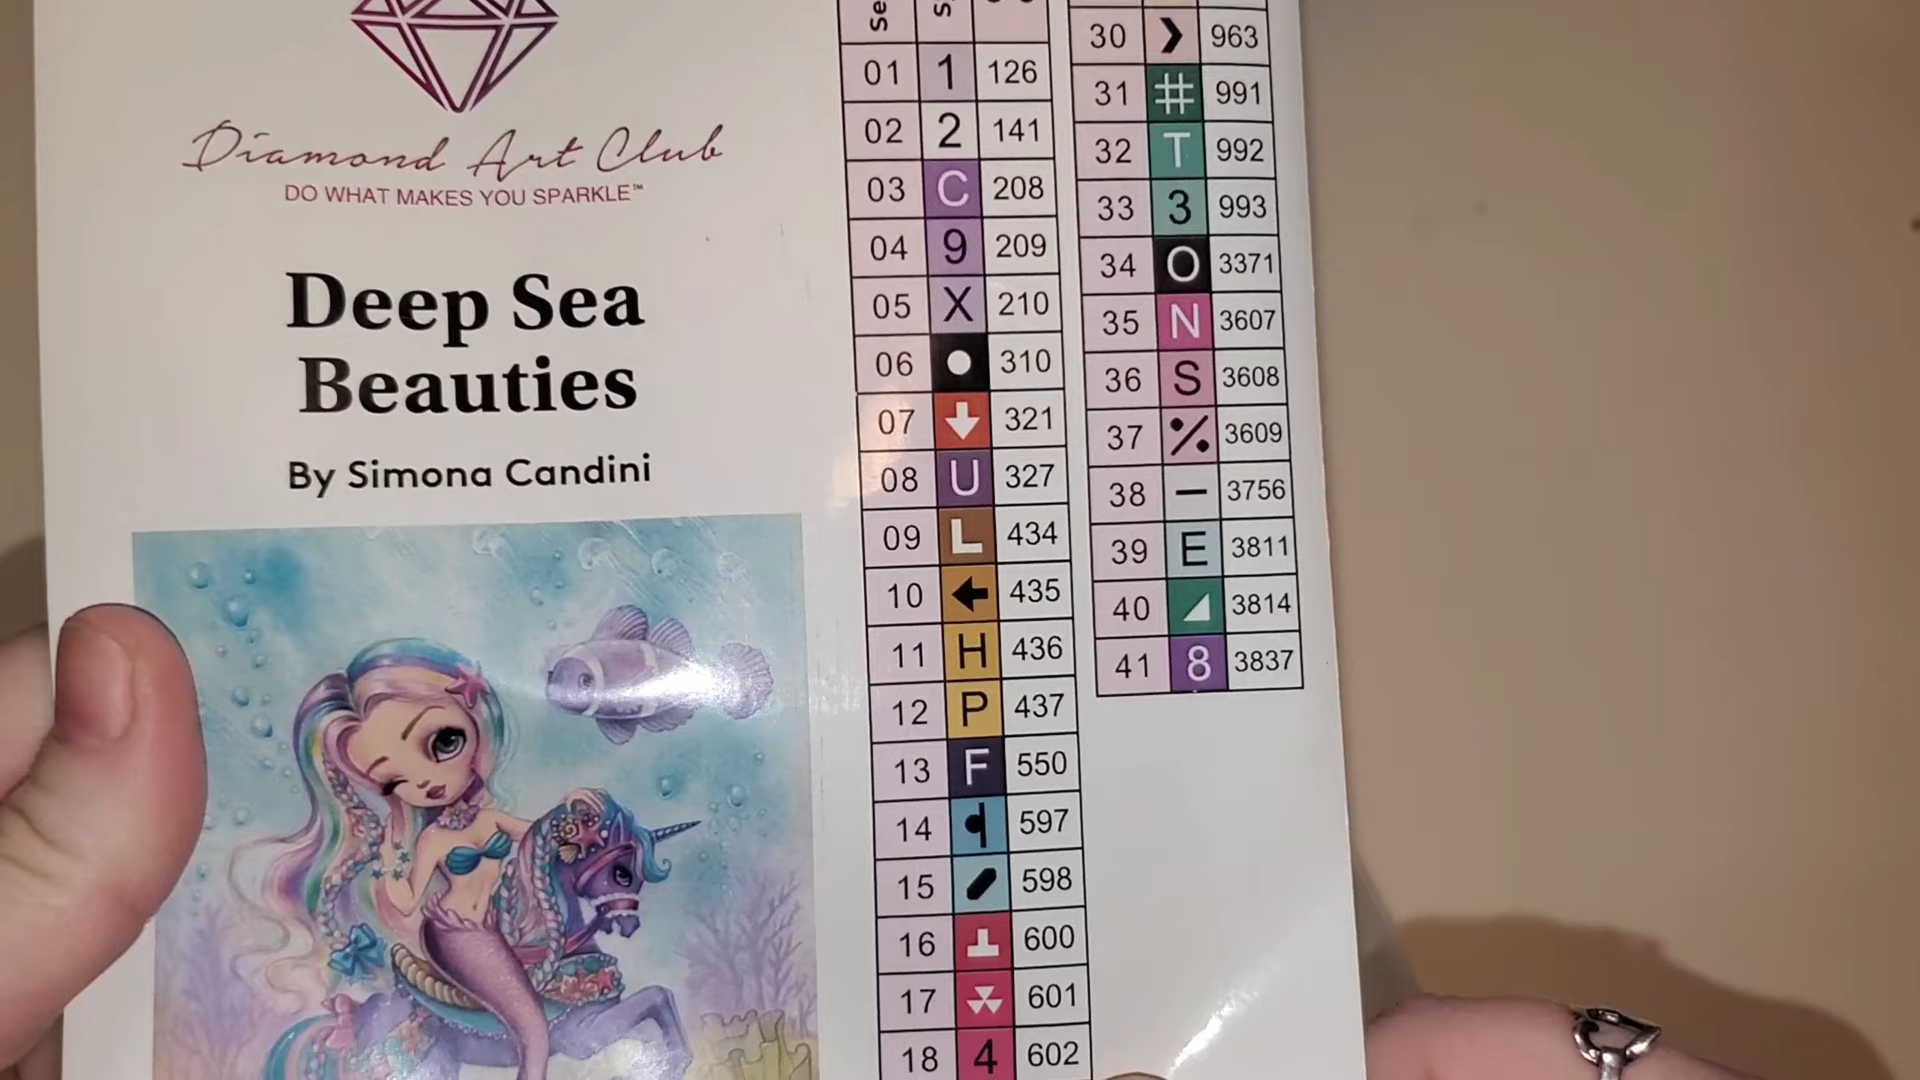 Diamond Art Club
DO WHAT MAKES YOU SPARKLE™
Deep Sea
Beauties
By Simona Candini
Se S
01 1 126
02 2 141
03 C 208
04 9 209
05 X 210
06 ● 310
07 ⬇ 321
08 U 327
09 L 434
10 ⬅ 435
11 H 436
12 P 437
13 F 550
14 597
15 598
16 600
17 601
18 4 602
30 ❯ 963
31 # 991
32 T 992
33 3 993
34 O 3371
35 N 3607
36 S 3608
37 ٪ 3609
38 — 3756
39 E 3811
40 ◢ 3814
41 8 3837